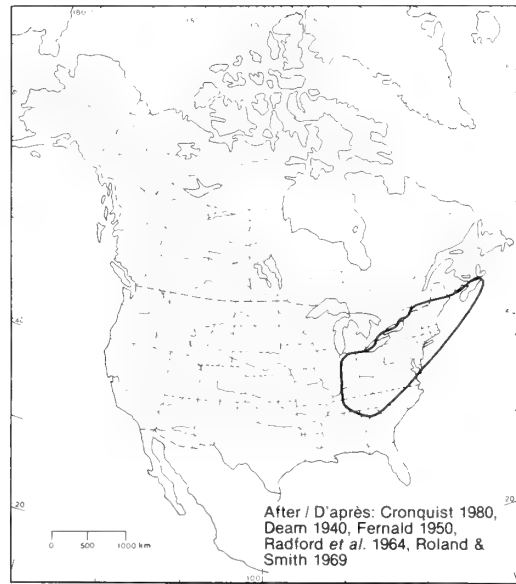 After / D'après: Cronquist 1980,
Deam 1940, Fernald 1950,
Radford et al. 1964, Roland &
Smith 1969
0 500 1000 km
20
100